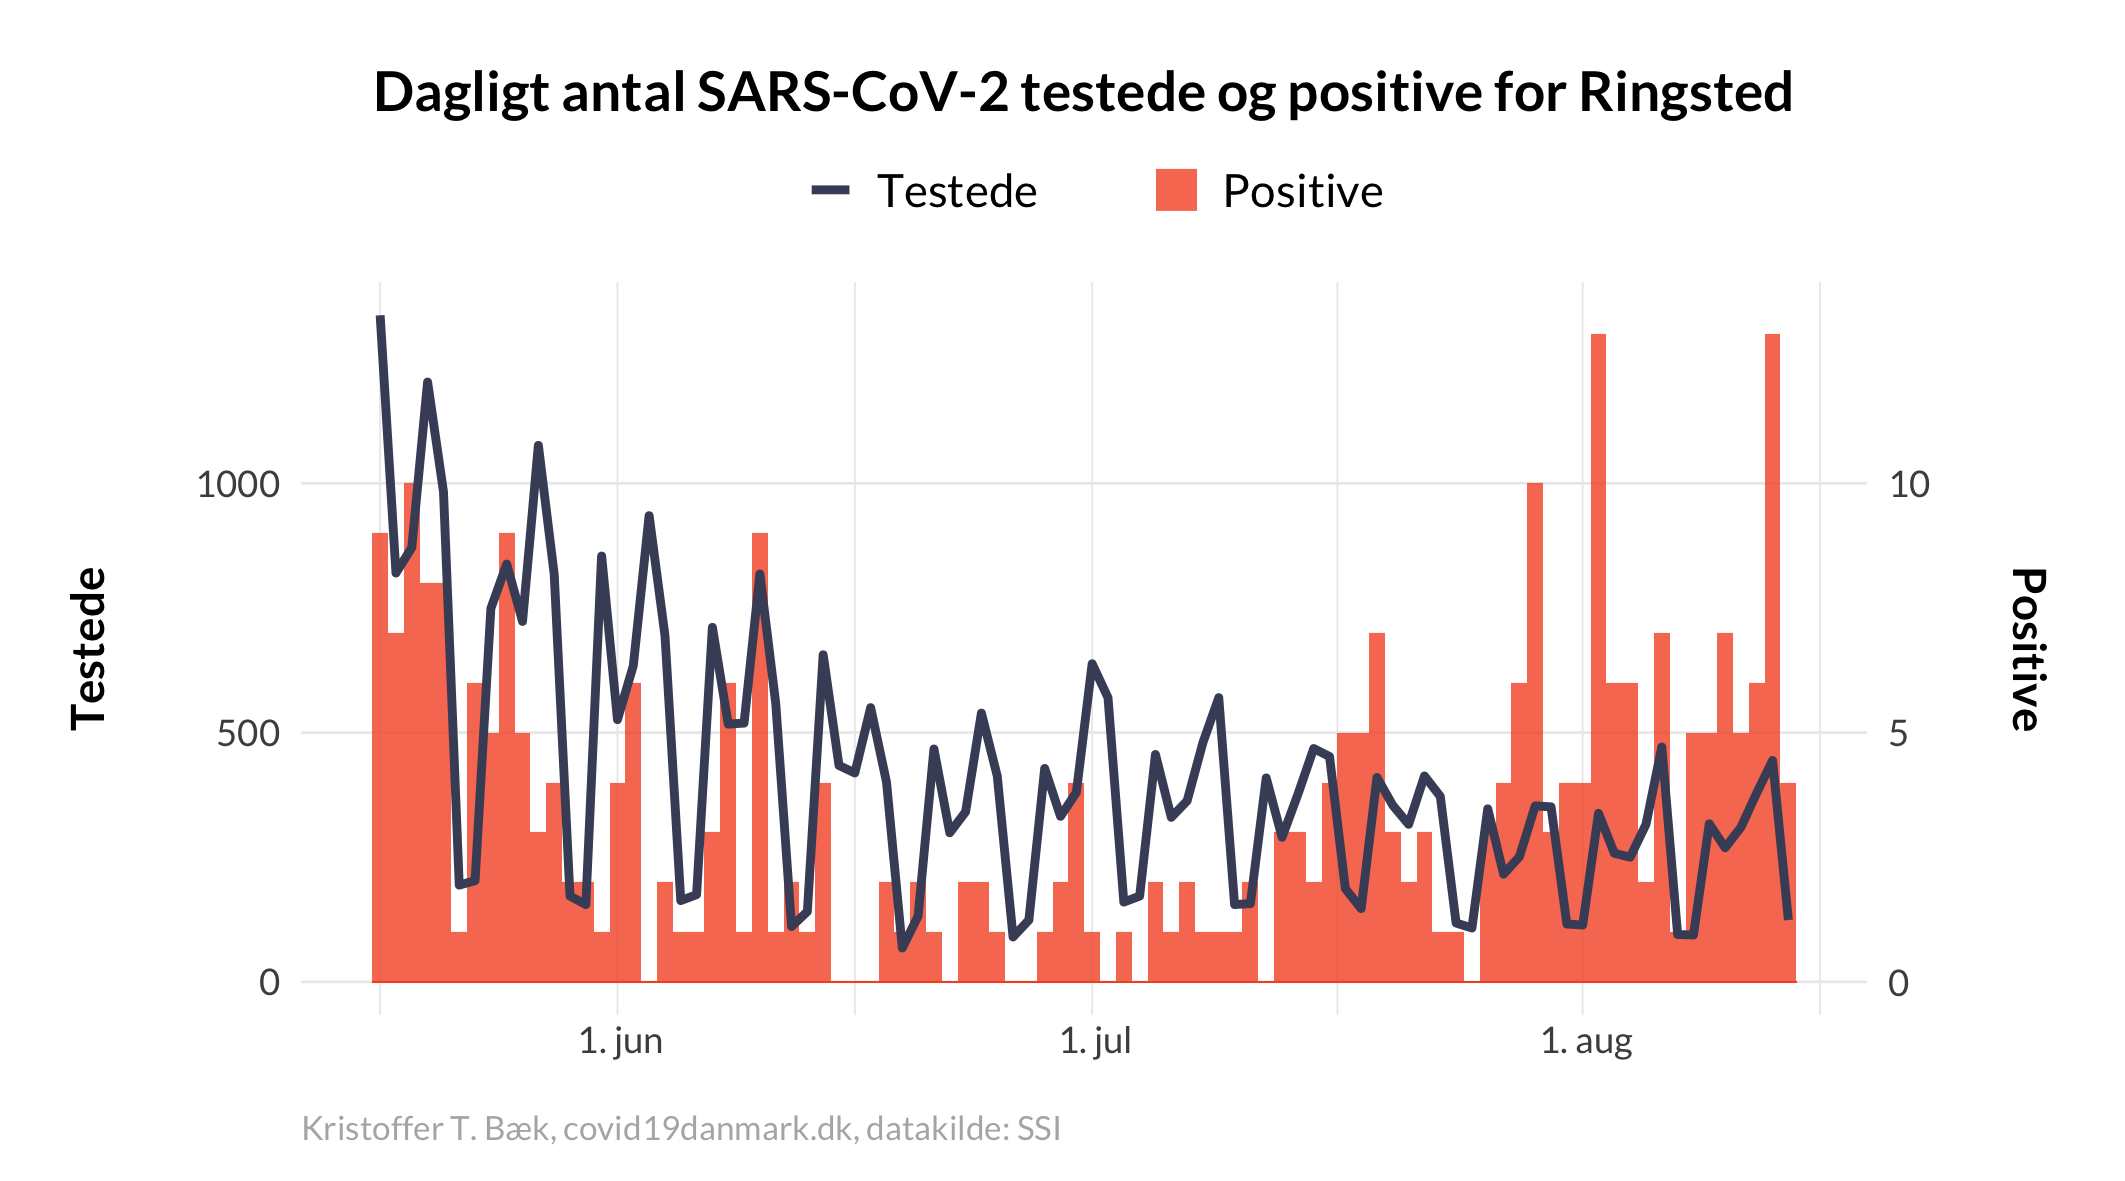 Dagligt antal SARS-CoV-2 testede og positive for Ringsted
Testede
Positive
1000
500
0
Testede
10
5
0
Positive
1. jun
1. jul
1. aug
Kristoffer T. Bæk, covid19danmark.dk, datakilde: SSI